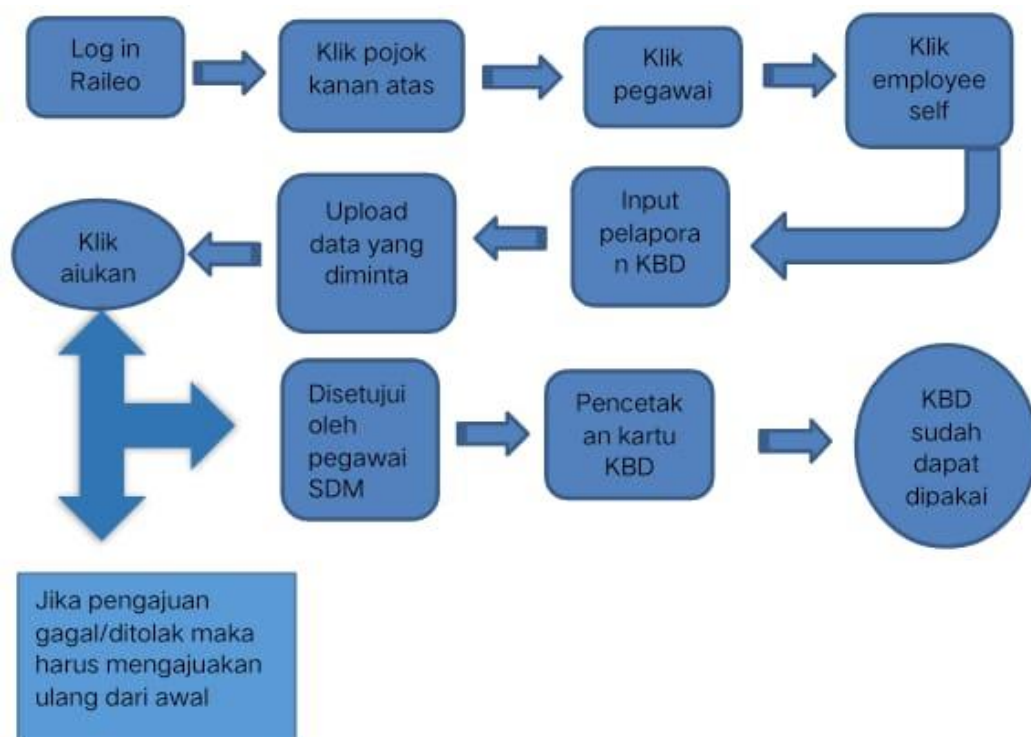 Log in
Raileo
Klik pojok
kanan atas
Klik
pegawai
Klik
employee
self
Input
pelapora
n KBD
Upload
data yang
diminta
Klik
aiukan
Disetujui
oleh
pegawai
SDM
Pencetak
an kartu
KBD
KBD
sudah
dapat
dipakai
Jika pengajuan
gagal/ditolak maka
harus mengajuakan
ulang dari awal